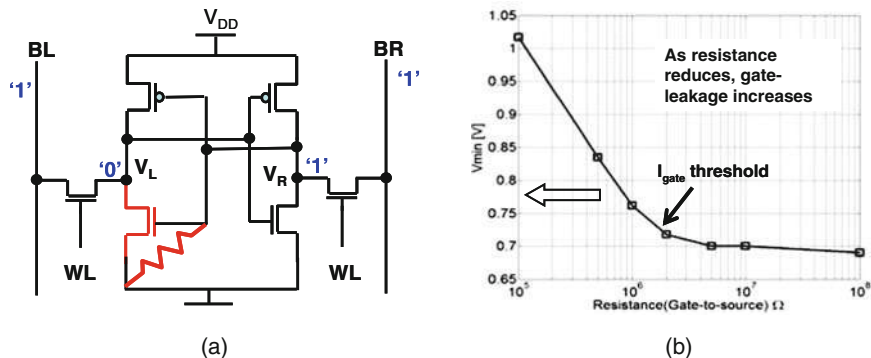 V_DD
BL
BR
'1'
'1'
'0'
V_L
V_R
'1'
WL
WL
(a)
Vmin [V]
1.05
1
0.95
0.9
0.85
0.8
0.75
0.7
0.65
As resistance
reduces, gate-
leakage increases
I_gate threshold
10^5
10^6
10^7
10^8
Resistance(Gate-to-source) Ω
(b)